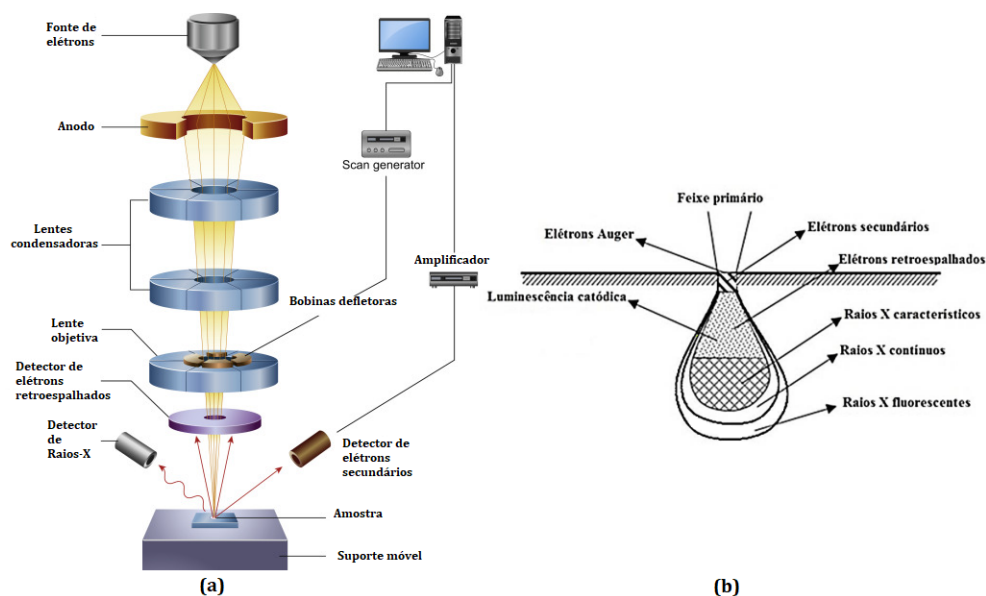 Fonte de
elétrons
Anodo
Scan generator
Lentes
condensadoras
Amplificador
Bobinas defletoras
Lente
objetiva
Detector de
elétrons
retroespalhados
Detector
de
Raios-X
Detector de
elétrons
secundários
Amostra
Suporte móvel
(a)
Feixe primário
Elétrons Auger
Elétrons secundários
Elétrons retroespalhados
Luminescência catódica
Raios X característicos
Raios X contínuos
Raios X fluorescentes
(b)